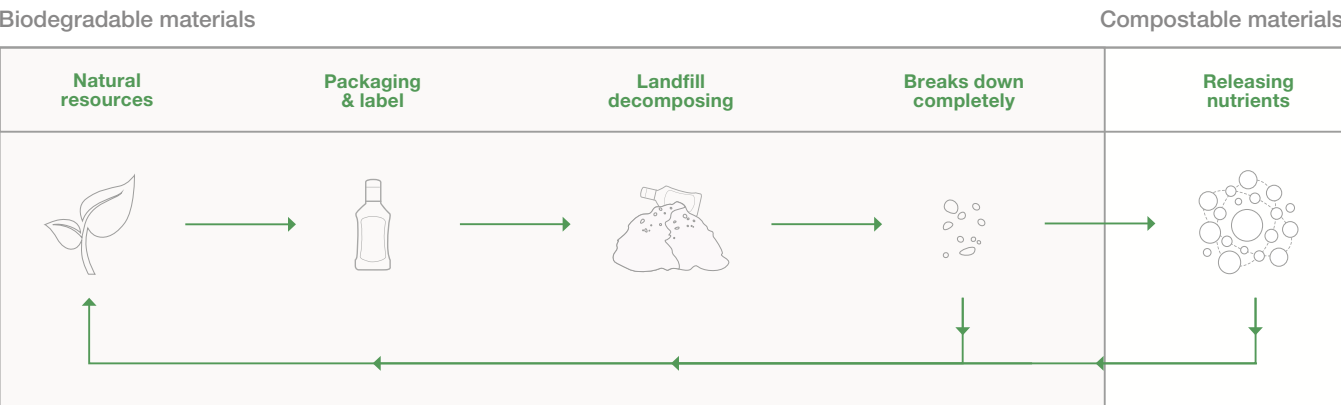 Biodegradable materials
Compostable materials
Natural
resources
Packaging
& label
Landfill
decomposing
Breaks down
completely
Releasing
nutrients